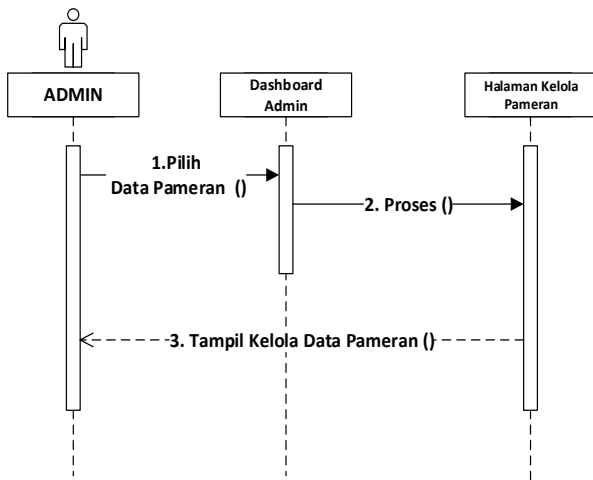 ADMIN
Dashboard
Admin
Halaman Kelola
Pameran
1.Pilih
Data Pameran ()
2. Proses ()
3. Tampil Kelola Data Pameran ()